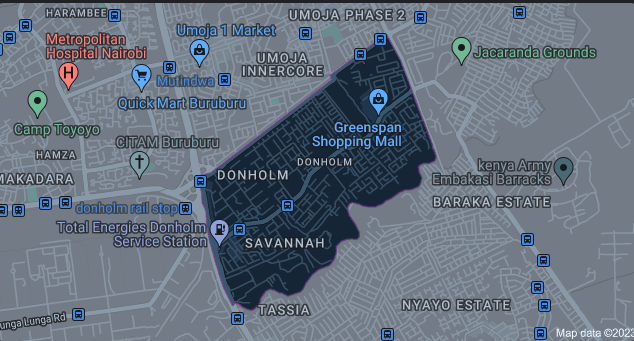 HARAMBEE
UMOJA PHASE 2
Umoja 1 Market
Metropolitan
Hospital Nairobi
Jacaranda Grounds
UMOJA
INNERCORE
Mutindwa
Quick Mart Buruburu
Camp Toyoyo
Greenspan
Shopping Mall
CITAM Buruburu
HAMZA
DONHOLM
kenya Army
Embakasi Barracks
MAKADARA
DONHOLM
BARAKA ESTATE
donholm rail stop
Total Energies Donholm
Service Station
SAVANNAH
TASSIA
NYAYO ESTATE
unga Lunga Rd
Map data ©2023